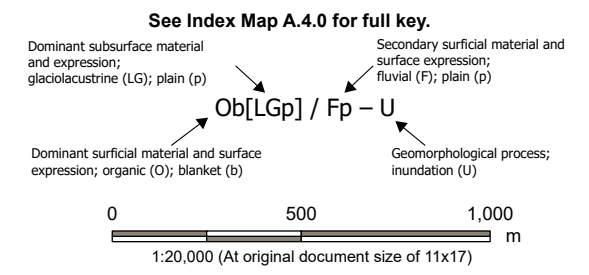 See Index Map A.4.0 for full key.
Dominant subsurface material
and expression;
glaciolacustrine (LG); plain (p)
Secondary surficial material and
surface expression;
fluvial (F); plain (p)
Ob[LGp] / Fp – U
Dominant surficial material and surface
expression; organic (O); blanket (b)
Geomorphological process;
inundation (U)
0 500 1,000
m
1:20,000 (At original document size of 11x17)